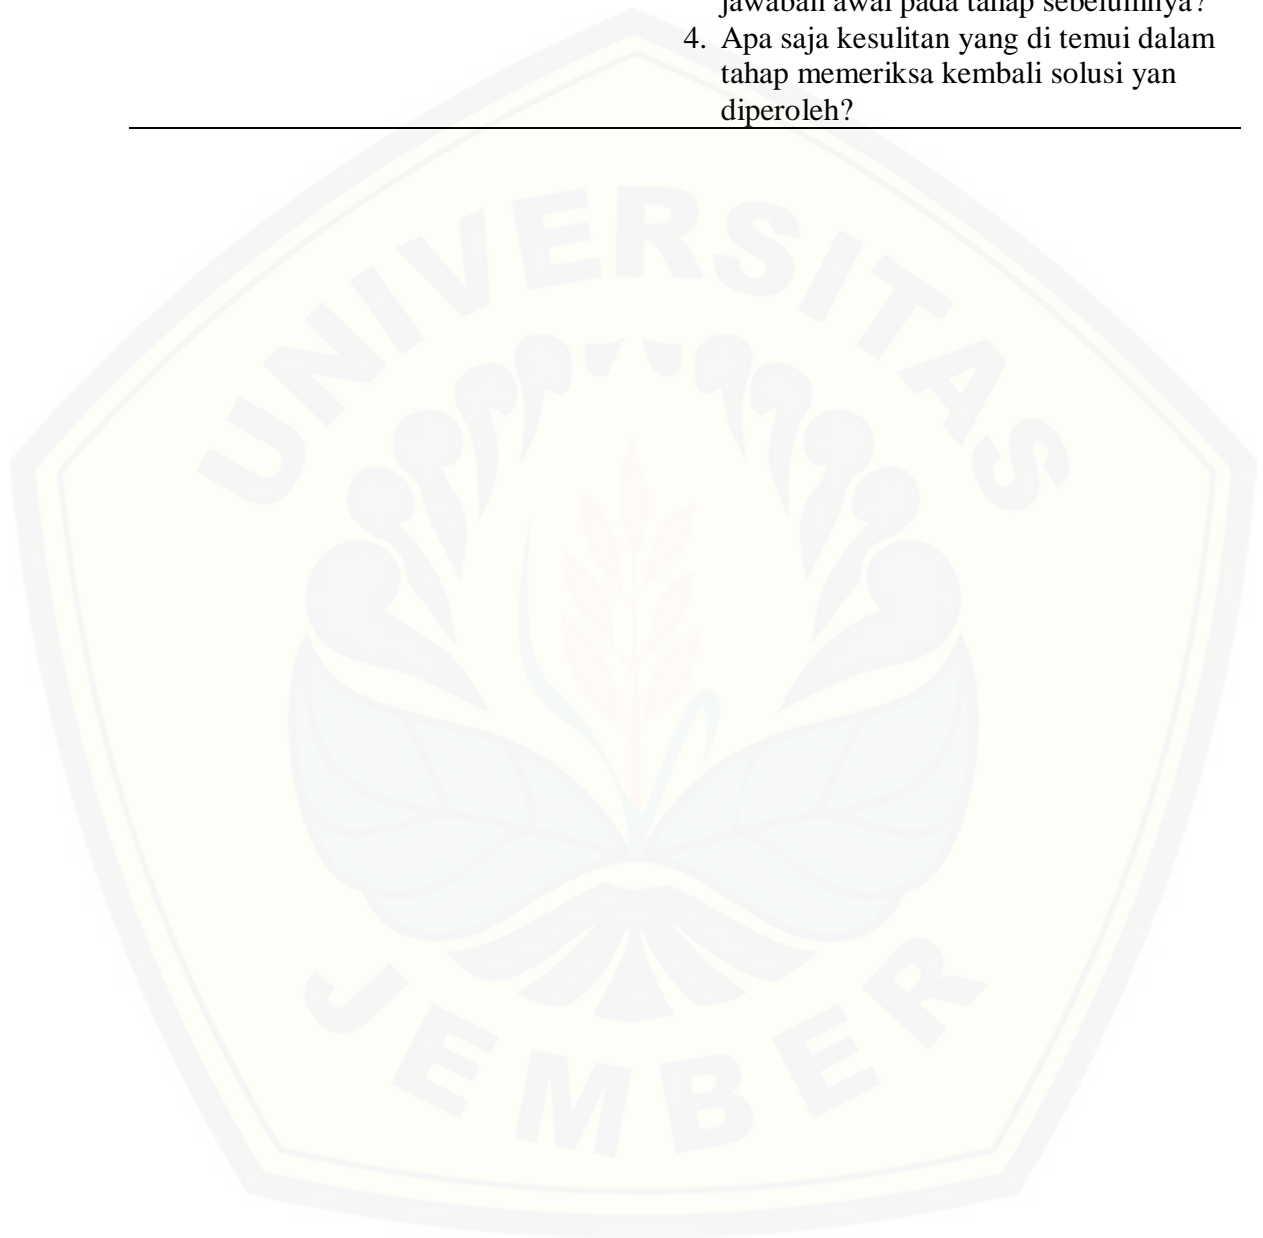 jawaban awal pada tahap sebelumnya?
4. Apa saja kesulitan yang di temui dalam
tahap memeriksa kembali solusi yan
diperoleh?
UNIVERSITAS
JEMBER